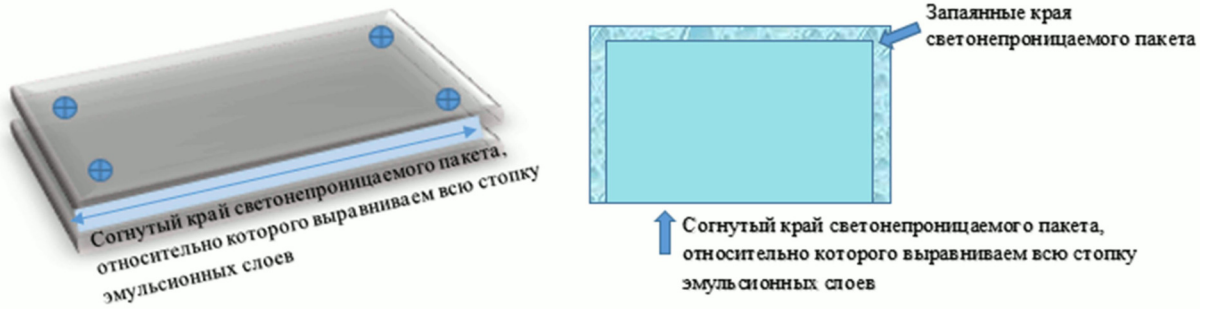 Согнутый край светонепроницаемого пакета,
относительно которого выравниваем всю стопку
эмульсионных слоев
Запаянные края
светонепроницаемого пакета
Согнутый край светонепроницаемого пакета,
относительно которого выравниваем всю стопку
эмульсионных слоев